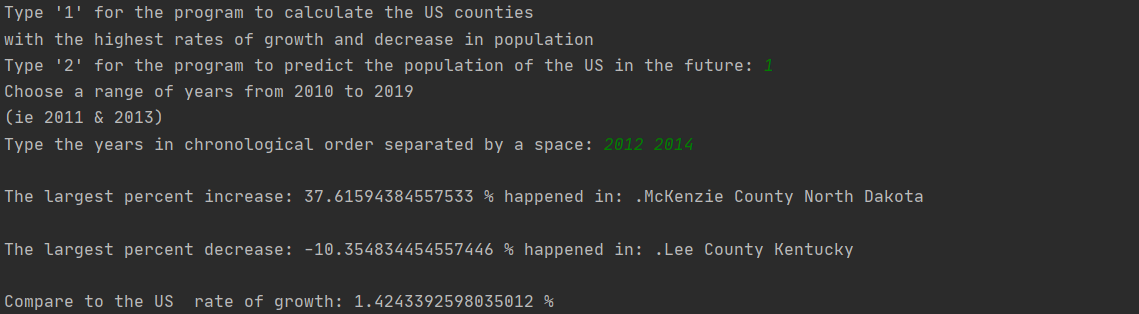 Type '1' for the program to calculate the US counties
with the highest rates of growth and decrease in population
Type '2' for the program to predict the population of the US in the future: 1
Choose a range of years from 2010 to 2019
(ie 2011 & 2013)
Type the years in chronological order separated by a space: 2012 2014
The largest percent increase: 37.61594384557533 % happened in: .McKenzie County North Dakota
The largest percent decrease: -10.354834454557446 % happened in: .Lee County Kentucky
Compare to the US  rate of growth: 1.4243392598035012 %